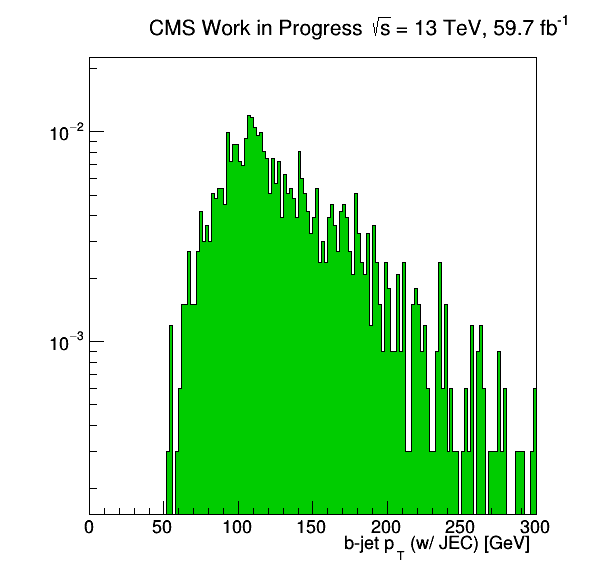 CMS Work in Progress √s = 13 TeV, 59.7 fb⁻¹
10⁻²
10⁻³
0 50 100 150 200 250 300
b-jet p_T (w/ JEC) [GeV]